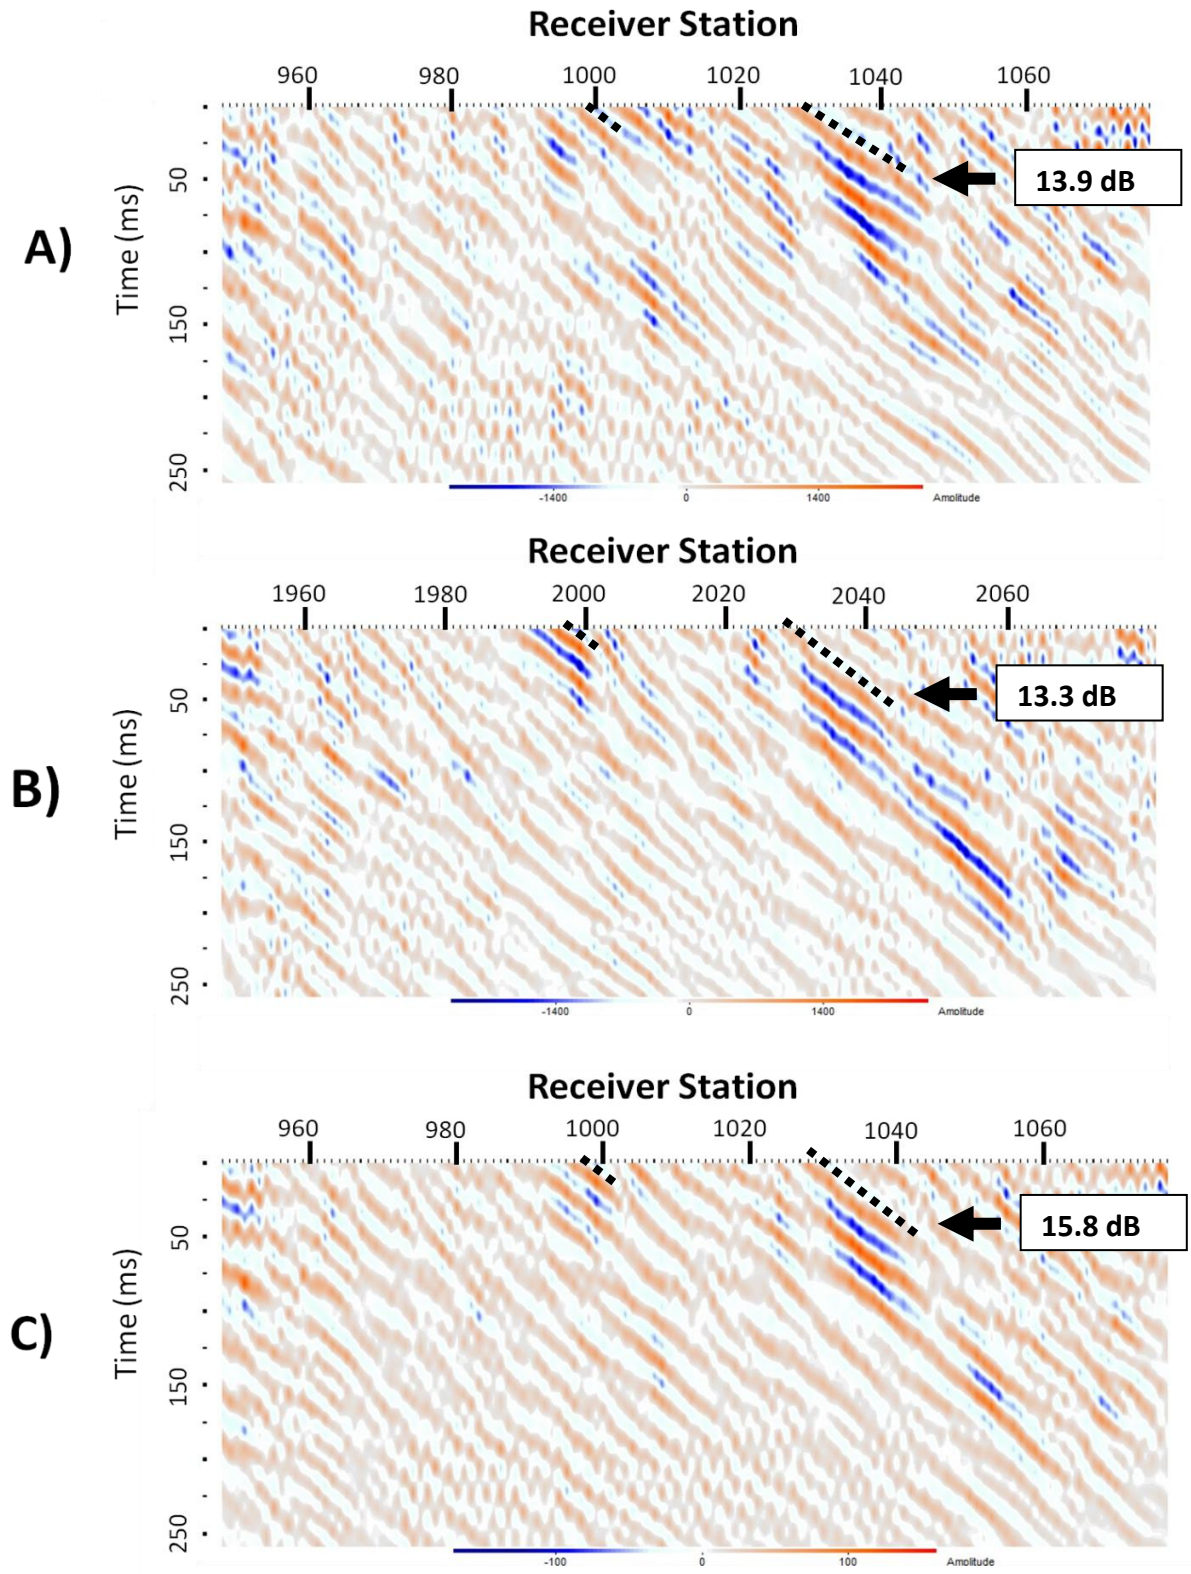 Receiver Station
960 980 1000 1020 1040 1060
A)
Time (ms)
50
150
250
13.9 dB
-1400 0 1400 Amplitude
Receiver Station
1960 1980 2000 2020 2040 2060
B)
Time (ms)
50
150
250
13.3 dB
-1400 0 1400 Amplitude
Receiver Station
960 980 1000 1020 1040 1060
C)
Time (ms)
50
150
250
15.8 dB
-100 0 100 Amplitude